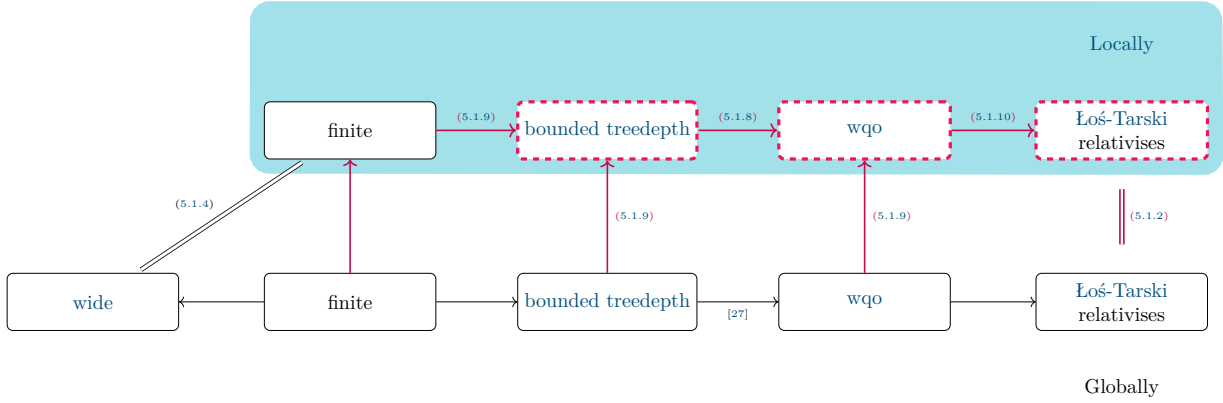 Locally
(5.1.9)
(5.1.8)
(5.1.10)
finite
bounded treedepth
wqo
Łoś-Tarski
relativises
(5.1.4)
(5.1.9)
(5.1.9)
(5.1.2)
wide
finite
bounded treedepth
wqo
Łoś-Tarski
relativises
[27]
Globally